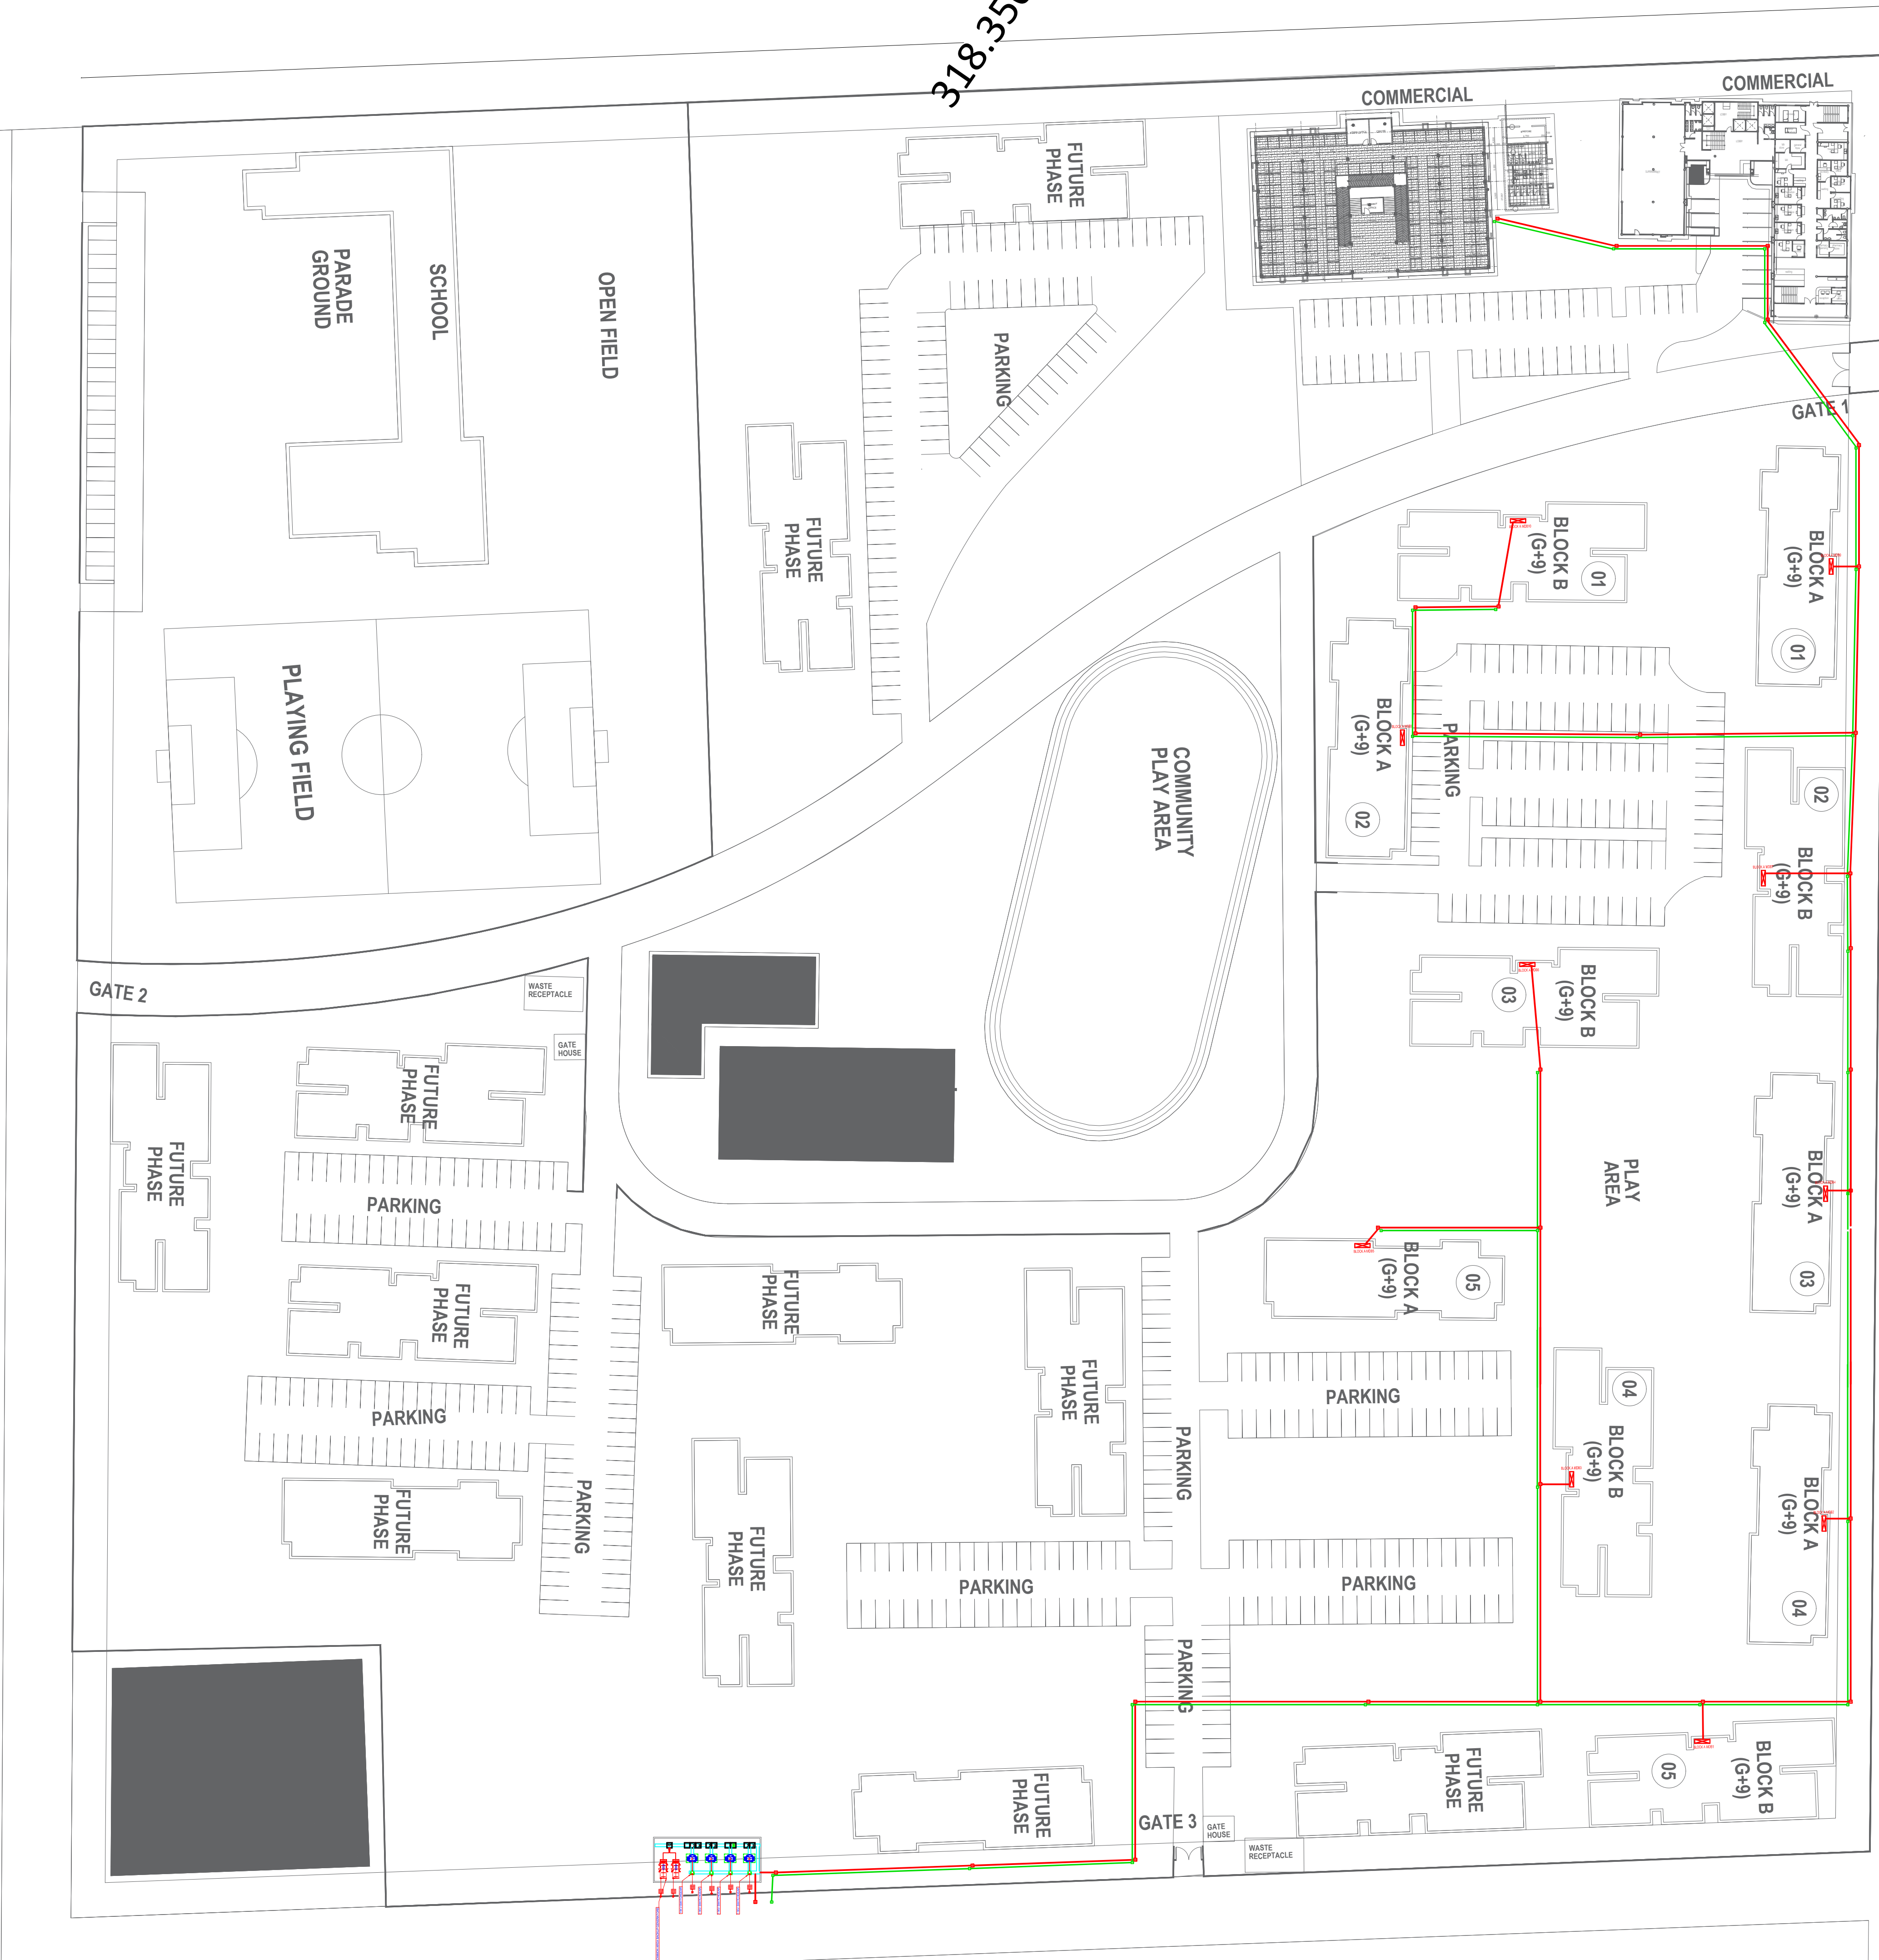 318.350
COMMERCIAL
COMMERCIAL
FUTURE
PHASE
PARADE
GROUND
SCHOOL
OPEN FIELD
PARKING
GATE 1
FUTURE
PHASE
BLOCK B
(G+9)
01
BLOCK A
(G+9)
01
PLAYING FIELD
BLOCK A
(G+9)
02
PARKING
COMMUNITY
PLAY AREA
02
BLOCK B
(G+9)
GATE 2
WASTE
RECEPTACLE
GATE
HOUSE
03
BLOCK B
(G+9)
FUTURE
PHASE
FUTURE
PHASE
PARKING
PLAY
AREA
BLOCK A
(G+9)
03
FUTURE
PHASE
FUTURE
PHASE
BLOCK A
(G+9)
05
FUTURE
PHASE
PARKING
PARKING
04
BLOCK B
(G+9)
PARKING
PARKING
FUTURE
PHASE
FUTURE
PHASE
BLOCK A
(G+9)
04
PARKING
PARKING
PARKING
FUTURE
PHASE
GATE 3
GATE
HOUSE
WASTE
RECEPTACLE
FUTURE
PHASE
05
BLOCK B
(G+9)